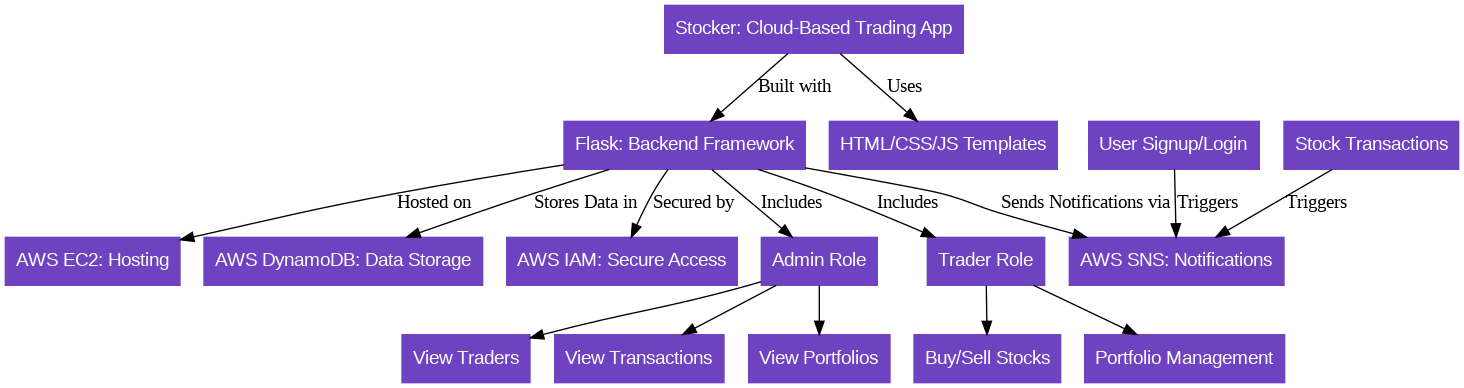 Stocker: Cloud-Based Trading App
Built with
Uses
Flask: Backend Framework
HTML/CSS/JS Templates
User Signup/Login
Stock Transactions
Hosted on
Stores Data in
Secured by
Includes
Includes
Sends Notifications via
Triggers
Triggers
AWS EC2: Hosting
AWS DynamoDB: Data Storage
AWS IAM: Secure Access
Admin Role
Trader Role
AWS SNS: Notifications
View Traders
View Transactions
View Portfolios
Buy/Sell Stocks
Portfolio Management